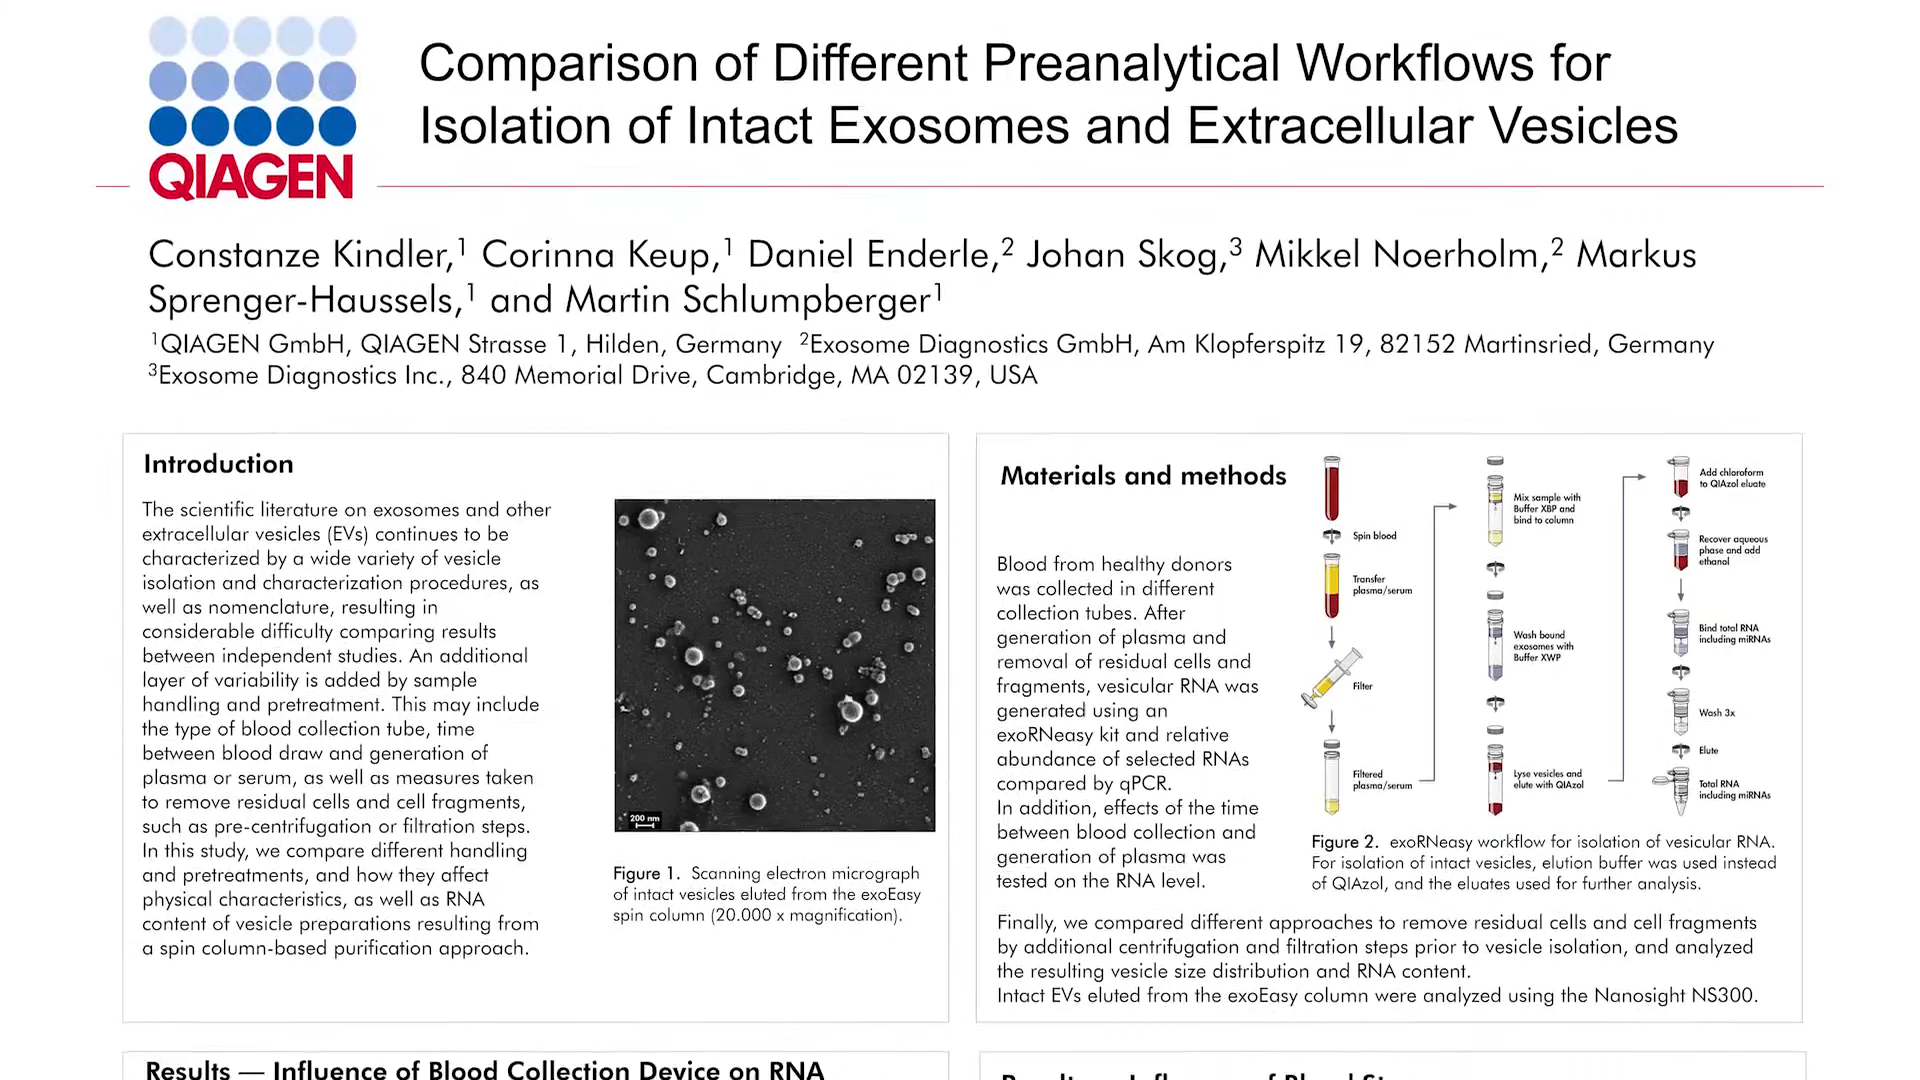 Comparison of Different Preanalytical Workflows for
Isolation of Intact Exosomes and Extracellular Vesicles
QIAGEN
Constanze Kindler,¹ Corinna Keup,¹ Daniel Enderle,² Johan Skog,³ Mikkel Noerholm,² Markus
Sprenger-Haussels,¹ and Martin Schlumpberger¹
¹QIAGEN GmbH, QIAGEN Strasse 1, Hilden, Germany ²Exosome Diagnostics GmbH, Am Klopferspitz 19, 82152 Martinsried, Germany
³Exosome Diagnostics Inc., 840 Memorial Drive, Cambridge, MA 02139, USA
Introduction
The scientific literature on exosomes and other
extracellular vesicles (EVs) continues to be
characterized by a wide variety of vesicle
isolation and characterization procedures, as
well as nomenclature, resulting in
considerable difficulty comparing results
between independent studies. An additional
layer of variability is added by sample
handling and pretreatment. This may include
the type of blood collection tube, time
between blood draw and generation of
plasma or serum, as well as measures taken
to remove residual cells and cell fragments,
such as pre-centrifugation or filtration steps.
In this study, we compare different handling
and pretreatments, and how they affect
physical characteristics, as well as RNA
content of vesicle preparations resulting from
a spin column-based purification approach.
200 nm
Figure 1. Scanning electron micrograph
of intact vesicles eluted from the exoEasy
spin column (20.000 x magnification).
Materials and methods
Blood from healthy donors
was collected in different
collection tubes. After
generation of plasma and
removal of residual cells and
fragments, vesicular RNA was
generated using an
exoRNeasy kit and relative
abundance of selected RNAs
compared by qPCR.
In addition, effects of the time
between blood collection and
generation of plasma was
tested on the RNA level.
Spin blood
Transfer
plasma/serum
Filter
Filtered
plasma/serum
Mix sample with
Buffer XBP and
bind to column
Wash bound
exosomes with
Buffer XWP
Lyse vesicles and
elute with QIAzol
Add chloroform
to QIAzol eluate
Recover aqueous
phase and add
ethanol
Bind total RNA
including miRNAs
Wash 3x
Elute
Total RNA
including miRNAs
Figure 2. exoRNeasy workflow for isolation of vesicular RNA.
For isolation of intact vesicles, elution buffer was used instead
of QIAzol, and the eluates used for further analysis.
Finally, we compared different approaches to remove residual cells and cell fragments
by additional centrifugation and filtration steps prior to vesicle isolation, and analyzed
the resulting vesicle size distribution and RNA content.
Intact EVs eluted from the exoEasy column were analyzed using the Nanosight NS300.
Results — Influence of Blood Collection Device on RNA